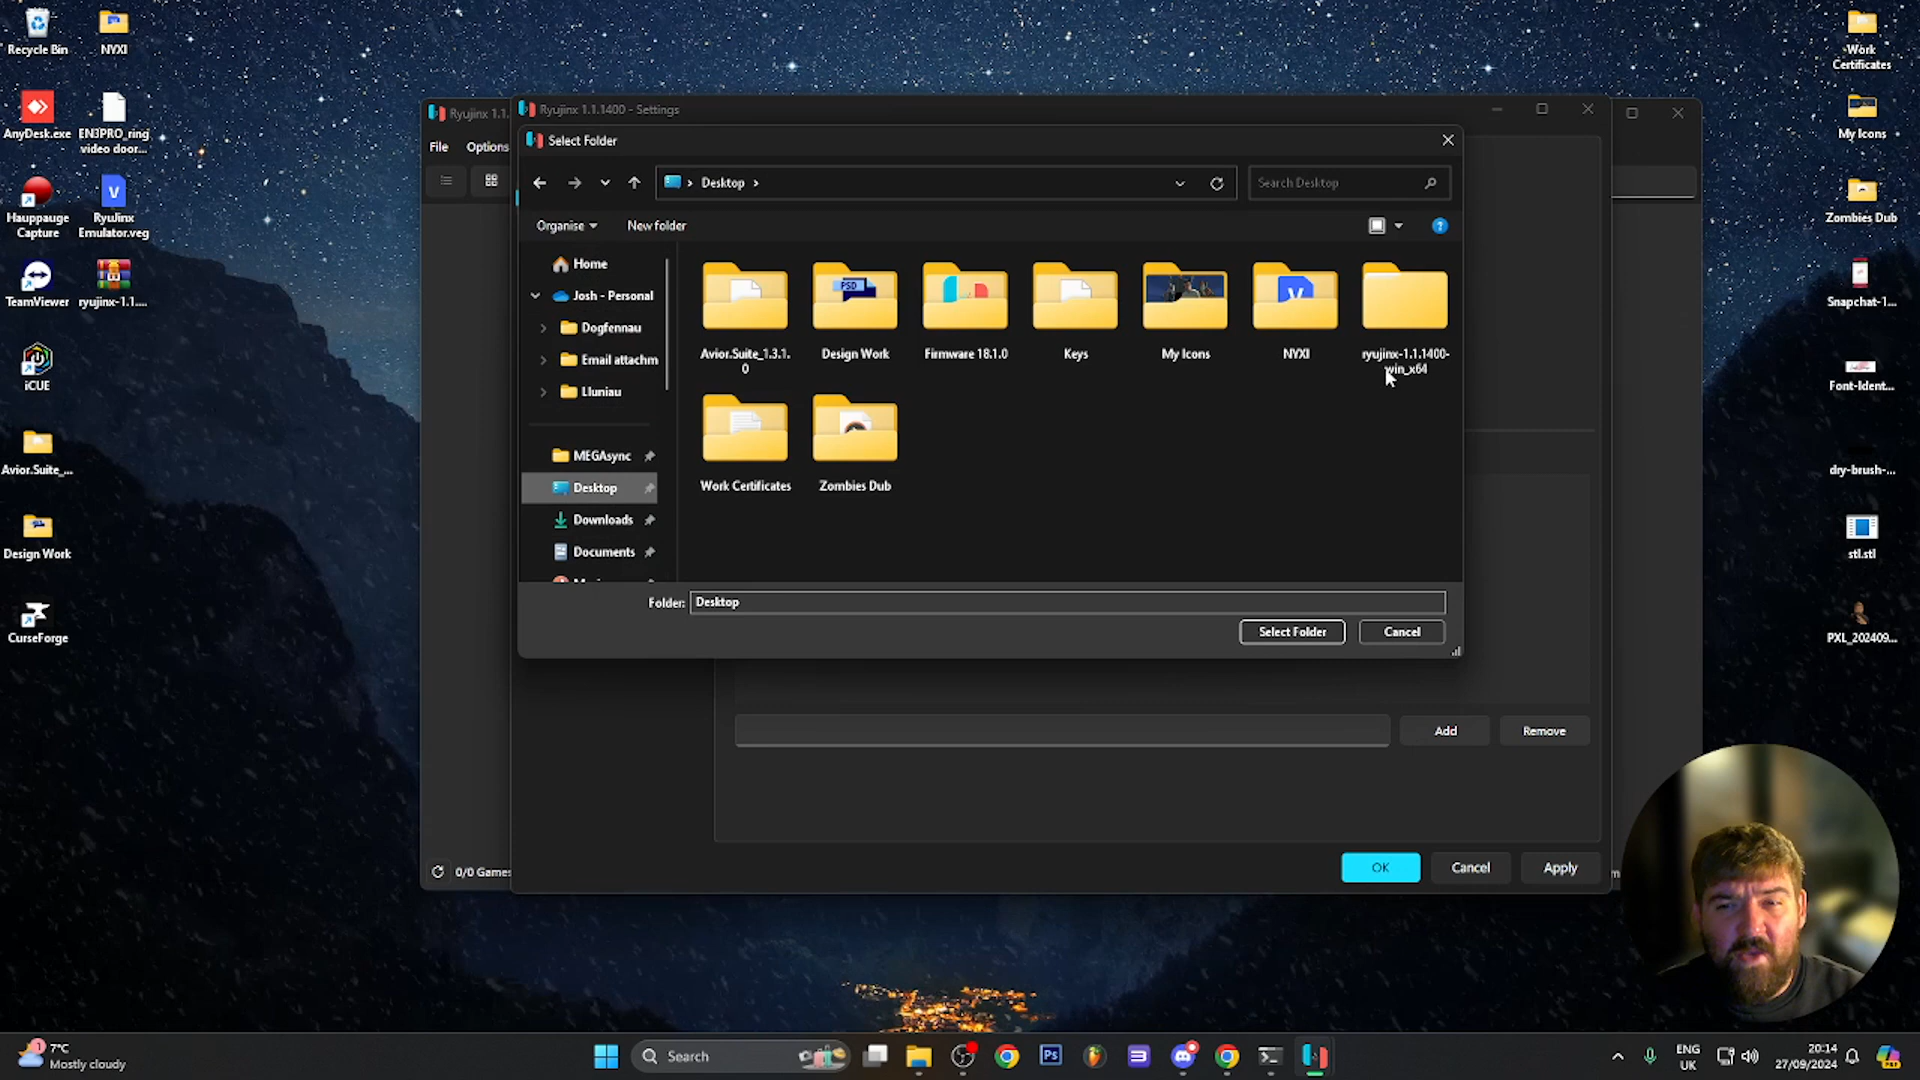 Recycle Bin
NYXI
AnyDesk.exe
EN3PRO_ring
video door...
Hauppauge
Capture
RyuJinx
Emulator.veg
TeamViewer
ryujinx-1.1....
iCUE
Avior.Suite_...
Design Work
CurseForge
Ryujinx 1.1.
File
Options
0/0 Games
Ryujinx 1.1.1400 - Settings
Select Folder
Desktop
Search Desktop
Organise
New folder
Home
Josh - Personal
Dogfennau
Email attachm
Lluniau
MEGAsync
Desktop
Downloads
Documents
Avior.Suite_1.3.1.
0
PSD
Design Work
Firmware 18.1.0
Keys
My Icons
NYXI
ryujinx-1.1.1400-
win_x64
Work Certificates
Zombies Dub
Folder:
Desktop
Select Folder
Cancel
Add
Remove
OK
Cancel
Apply
Work
Certificates
My Icons
Zombies Dub
Snapchat-1...
Font-Ident...
dry-brush-...
stl.stl
PXL_202409...
7°C
Mostly cloudy
Search
Ps
ENG
UK
20:14
27/09/2024